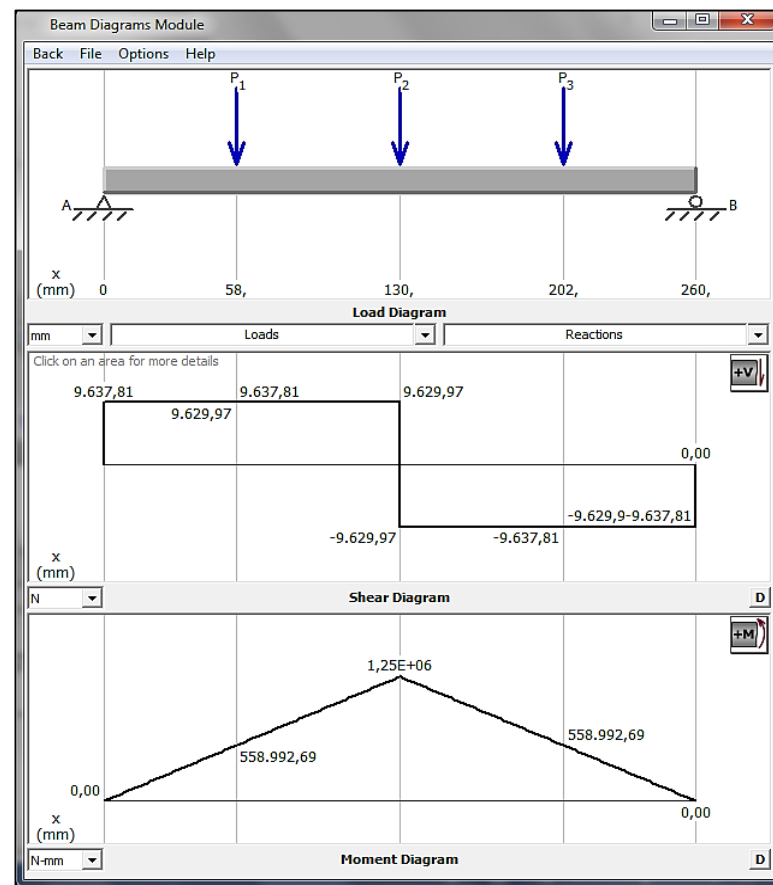 Beam Diagrams Module
Back File Options Help
P1 P2 P3
A B
x
(mm) 0 58, 130, 202, 260,
Load Diagram
mm Loads Reactions
Click on an area for more details
+V
9.637,81 9.637,81 9.629,97
9.629,97
0,00
-9.629,9-9.637,81
-9.629,97 -9.637,81
x
(mm)
N Shear Diagram D
+M
1,25E+06
558.992,69 558.992,69
0,00 0,00
x
(mm)
N-mm Moment Diagram D